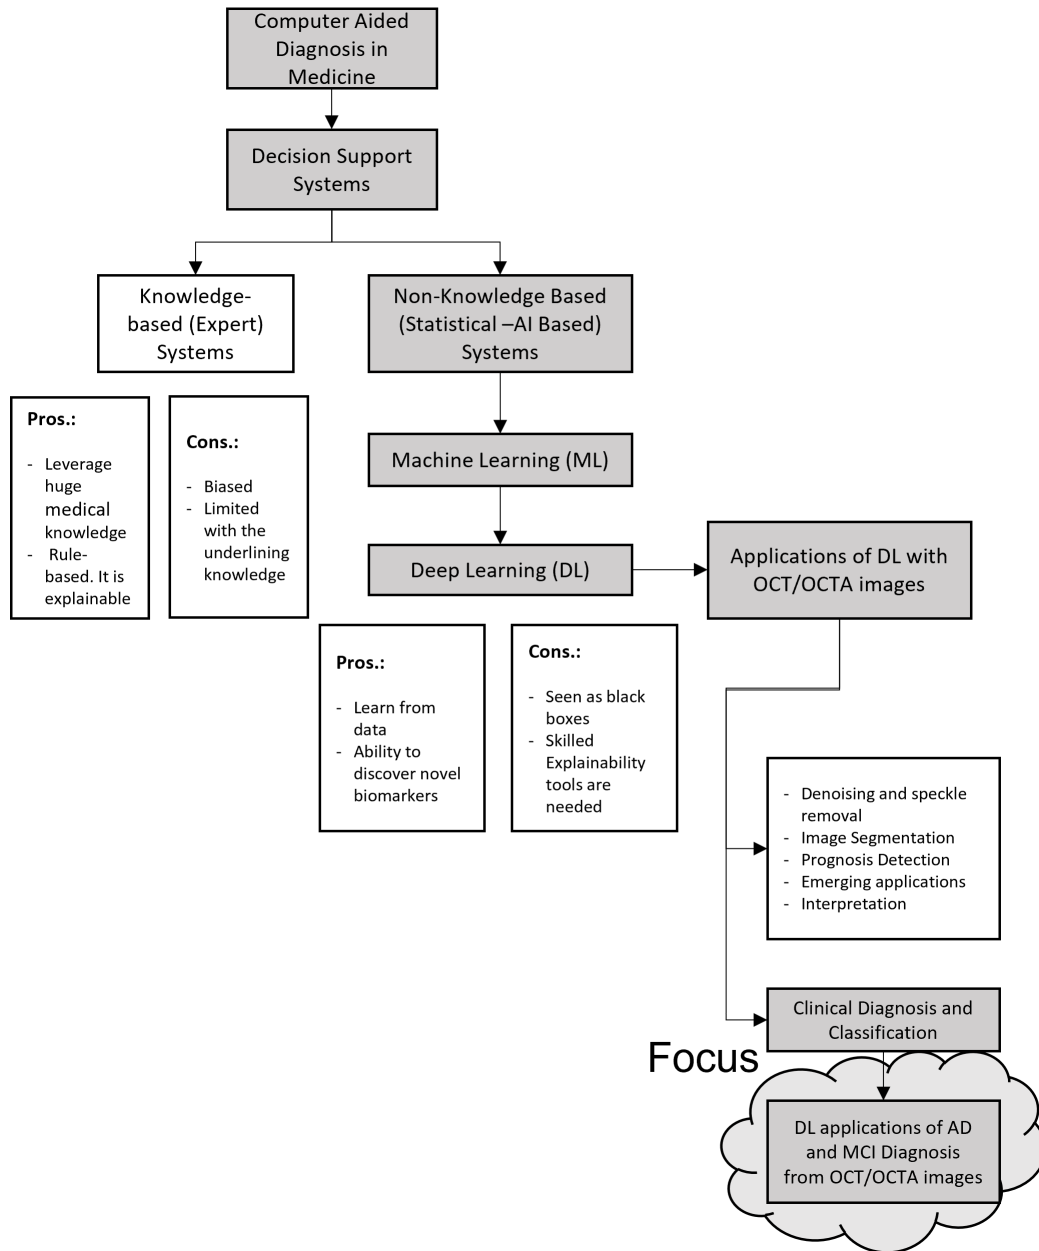 Computer Aided
Diagnosis in
Medicine
Decision Support
Systems
Knowledge-
based (Expert)
Systems
Non-Knowledge Based
(Statistical –AI Based)
Systems
Pros.:
- Leverage
huge
medical
knowledge
- Rule-
based. It is
explainable
Cons.:
- Biased
- Limited
with the
underlining
knowledge
Machine Learning (ML)
Deep Learning (DL)
Applications of DL with
OCT/OCTA images
Pros.:
- Learn from
data
- Ability to
discover novel
biomarkers
Cons.:
- Seen as black
boxes
- Skilled
Explainability
tools are
needed
- Denoising and speckle
removal
- Image Segmentation
- Prognosis Detection
- Emerging applications
- Interpretation
Clinical Diagnosis and
Classification
Focus
DL applications of AD
and MCI Diagnosis
from OCT/OCTA images